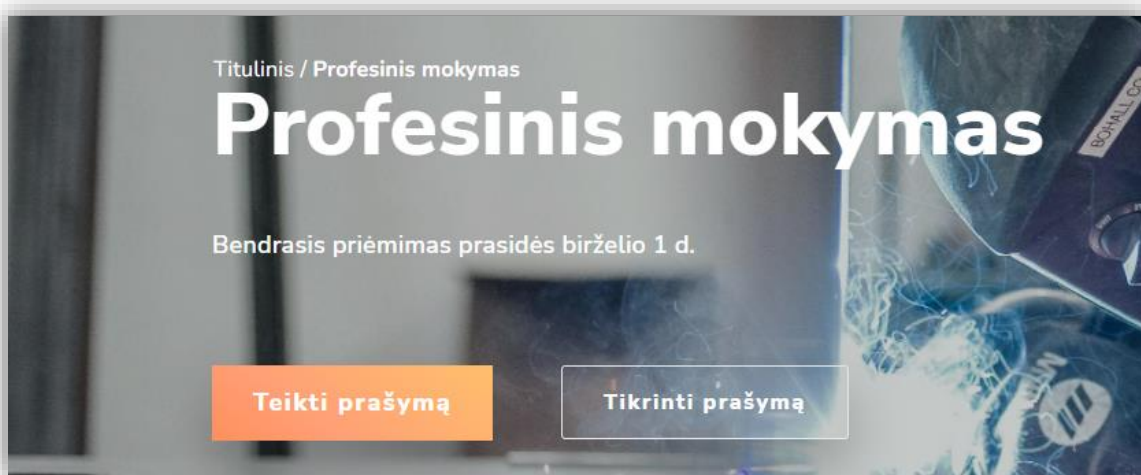 Titulinis / Profesinis mokymas
Profesinis mokymas
Bendrasis priėmimas prasidės birželio 1 d.
Teikti prašymą
Tikrinti prašymą